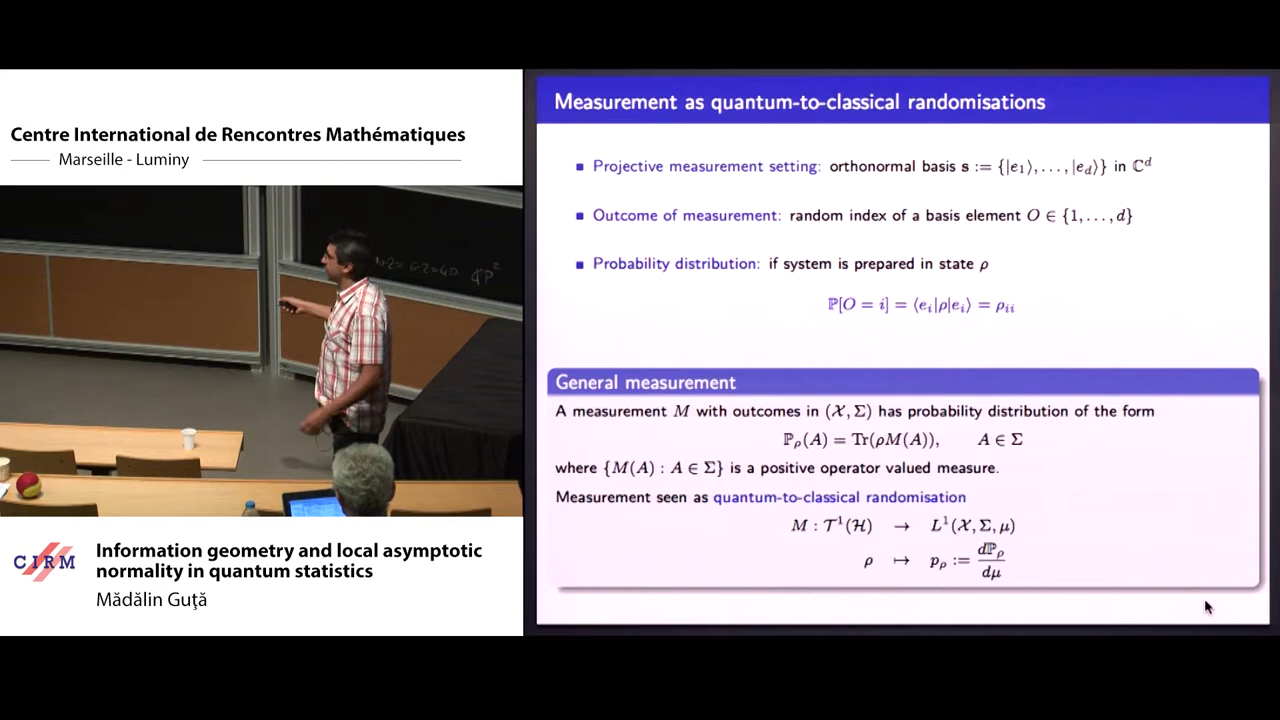 Centre International de Rencontres Mathématiques
Marseille - Luminy
CIRM
Information geometry and local asymptotic
normality in quantum statistics
Mădălin Guţă
Measurement as quantum-to-classical randomisations
Projective measurement setting: orthonormal basis s := {|e₁⟩, . . . , |e_d⟩} in ℂᵈ
Outcome of measurement: random index of a basis element O ∈ {1, . . . , d}
Probability distribution: if system is prepared in state ρ
ℙ[O = i] = ⟨eᵢ|ρ|eᵢ⟩ = ρᵢᵢ
General measurement
A measurement M with outcomes in (𝒳, Σ) has probability distribution of the form
ℙ_ρ(A) = Tr(ρM(A)), A ∈ Σ
where {M(A) : A ∈ Σ} is a positive operator valued measure.
Measurement seen as quantum-to-classical randomisation
M : 𝒯¹(ℋ) → L¹(𝒳, Σ, μ)
ρ ↦ p_ρ := dℙ_ρ/dμ